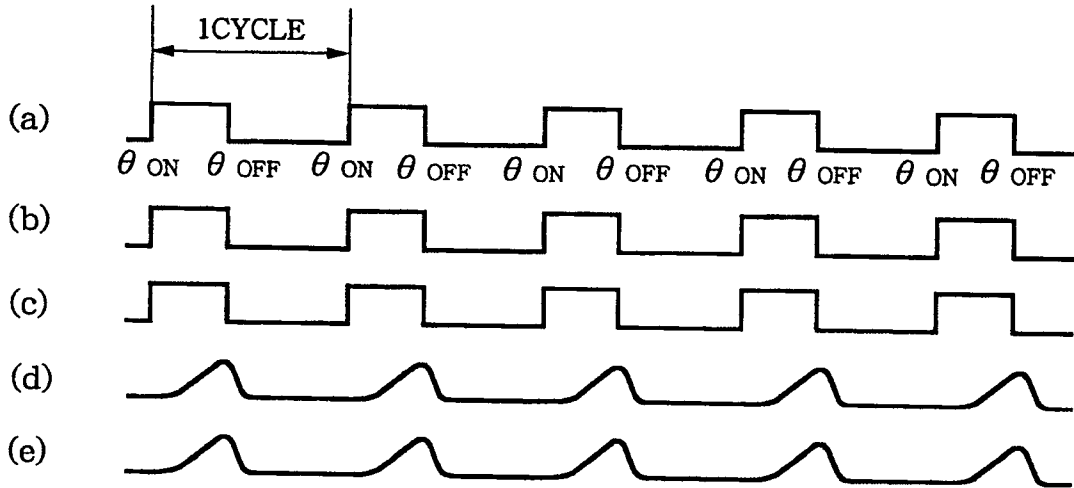 1CYCLE
(a)
θ ON θ OFF θ ON θ OFF θ ON θ OFF θ ON θ OFF θ ON θ OFF
(b)
(c)
(d)
(e)